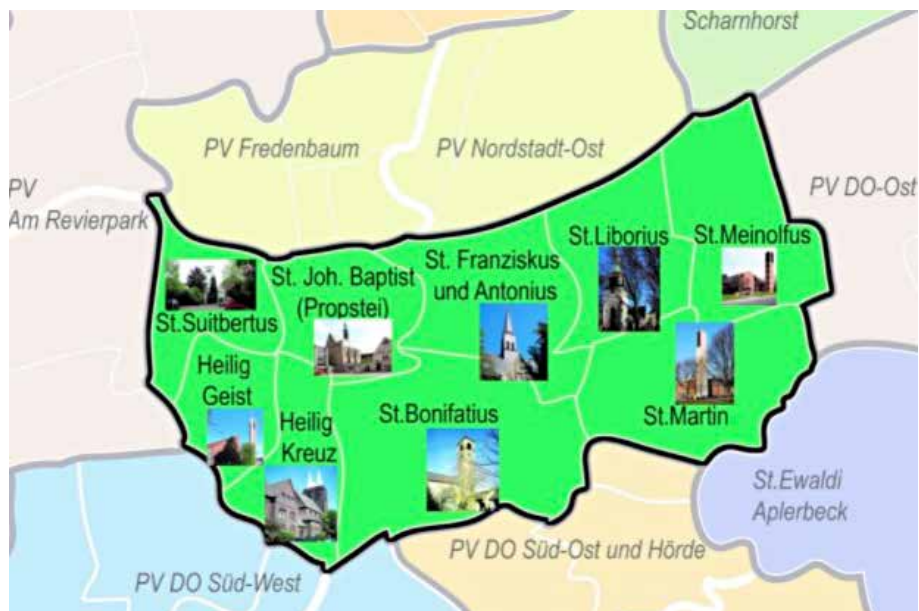 Scharnhorst
PV Fredenbaum
PV Nordstadt-Ost
PV
Am Revierpark
PV DO-Ost
St.Liborius
St.Meinolfus
St. Franziskus
und Antonius
St. Joh. Baptist
(Propstei)
St.Suitbertus
Heilig
Geist
Heilig
Kreuz
St.Bonifatius
St.Martin
St.Ewaldi
Aplerbeck
PV DO Süd-Ost und Hörde
PV DO Süd-West